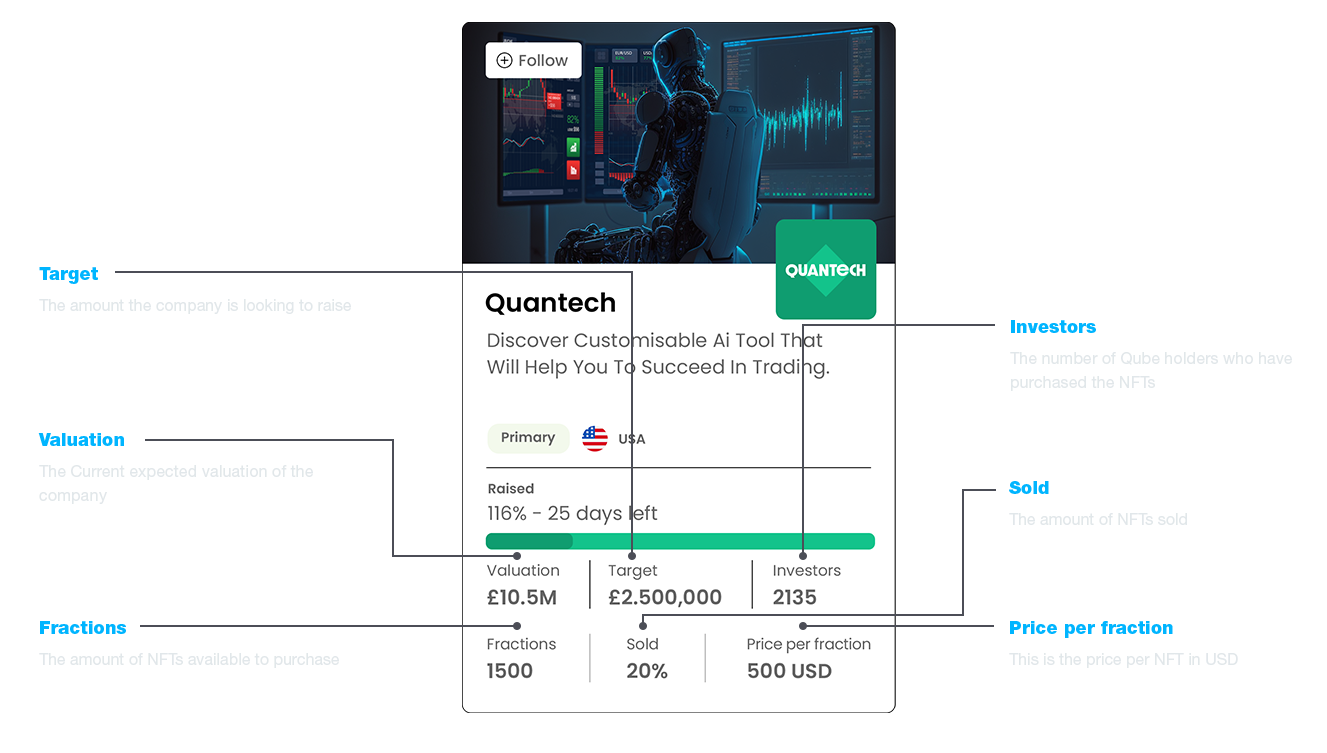 Follow
EUR/USD
82%
QUANTECH
Quantech
Discover Customisable Ai Tool That
Will Help You To Succeed In Trading.
Primary
USA
Raised
116% - 25 days left
Valuation
£10.5M
Target
£2.500,000
Investors
2135
Fractions
1500
Sold
20%
Price per fraction
500 USD
Target
The amount the company is looking to raise
Valuation
The Current expected valuation of the
company
Fractions
The amount of NFTs available to purchase
Investors
The number of Qube holders who have
purchased the NFTs
Sold
The amount of NFTs sold
Price per fraction
This is the price per NFT in USD